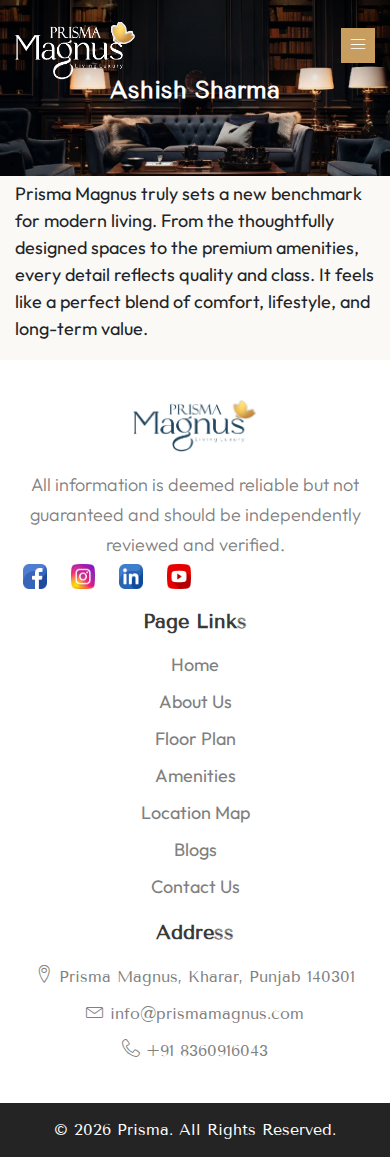 PRISMA
Magnus
Living Luxury
Ashish Sharma
Prisma Magnus truly sets a new benchmark
for modern living. From the thoughtfully
designed spaces to the premium amenities,
every detail reflects quality and class. It feels
like a perfect blend of comfort, lifestyle, and
long-term value.
PRISMA
Magnus
Living Luxury
All information is deemed reliable but not
guaranteed and should be independently
reviewed and verified.
Page Links
Home
About Us
Floor Plan
Amenities
Location Map
Blogs
Contact Us
Address
Prisma Magnus, Kharar, Punjab 140301
info@prismamagnus.com
+91 8360916043
© 2026 Prisma. All Rights Reserved.